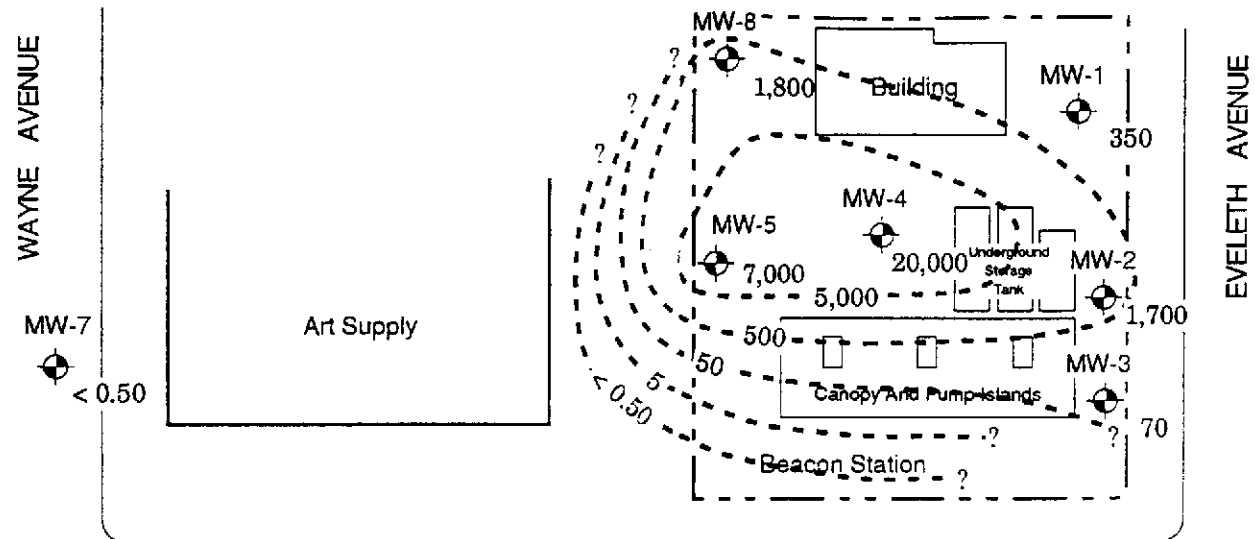 WAYNE AVENUE
MW-8
1,800
Building
MW-1
350
EVELETH AVENUE
MW-4
20,000
Underground
Storage
Tank
MW-5
7,000
5,000
MW-2
1,700
MW-7
< 0.50
Art Supply
500
50
5
< 0.50
MW-3
70
Canopy And Pump Islands
Beacon Station
?
?
?
?
?
?